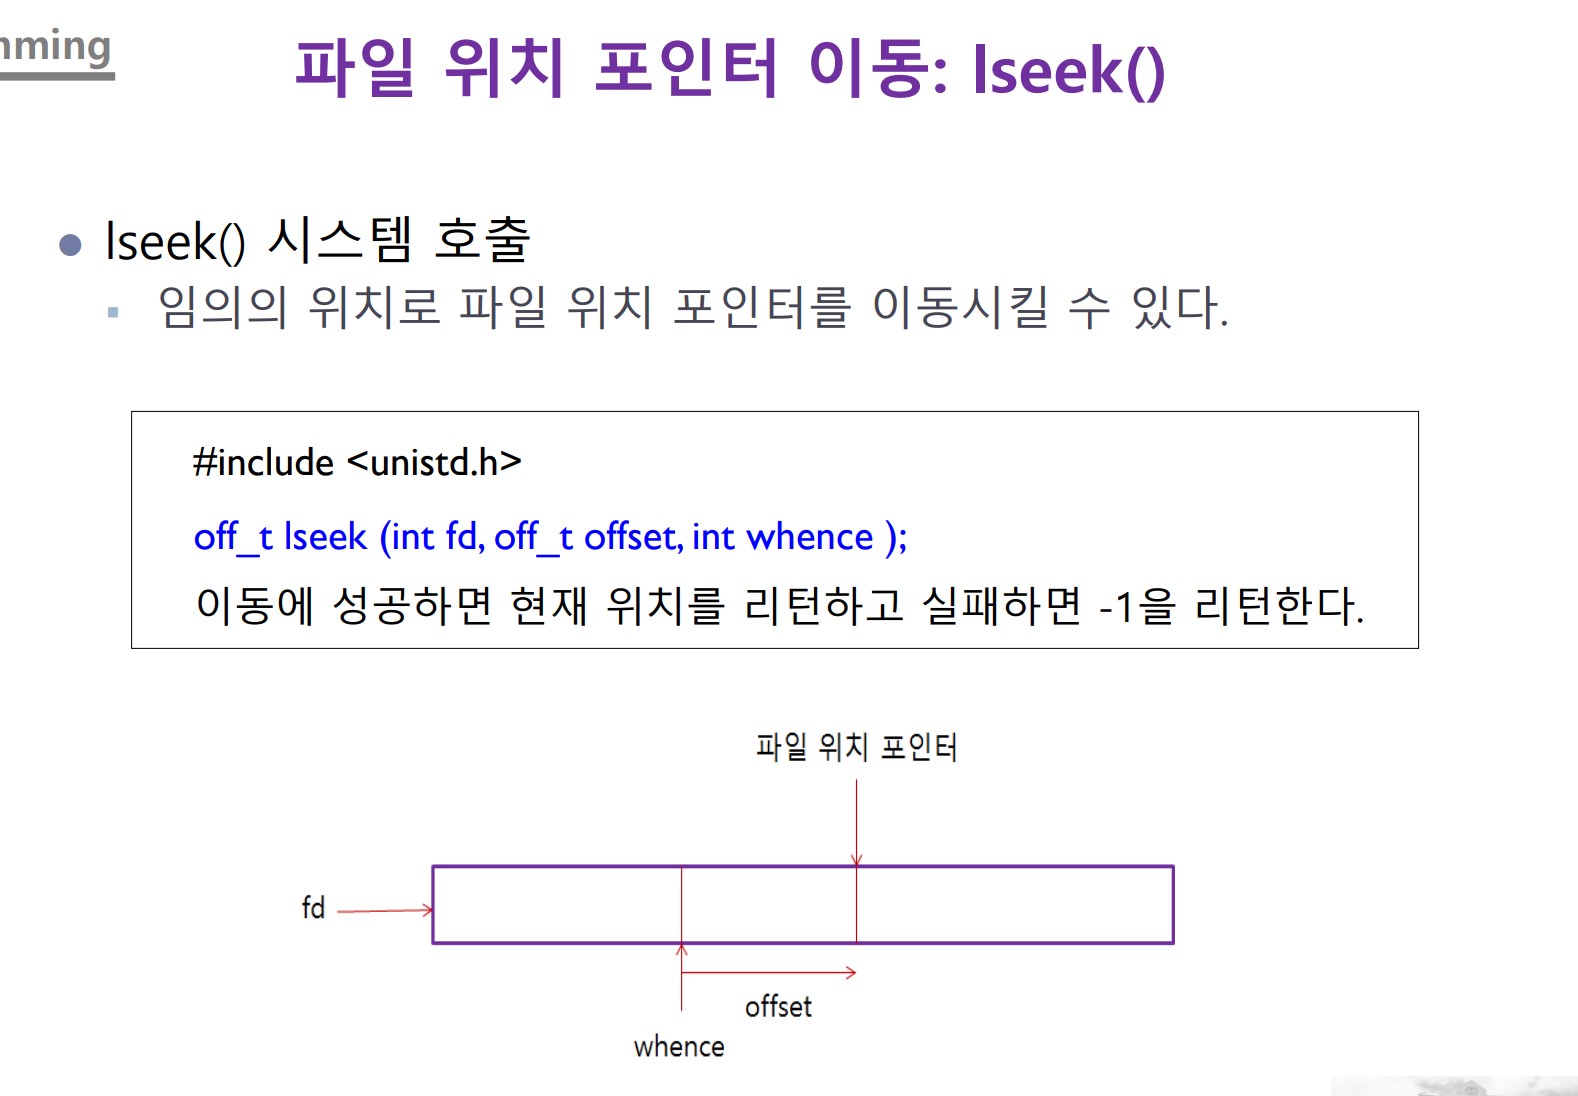 nming
파일 위치 포인터 이동: lseek()
lseek() 시스템 호출
임의의 위치로 파일 위치 포인터를 이동시킬 수 있다.
#include <unistd.h>
off_t lseek (int fd, off_t offset, int whence );
이동에 성공하면 현재 위치를 리턴하고 실패하면 -1을 리턴한다.
파일 위치 포인터
fd
offset
whence